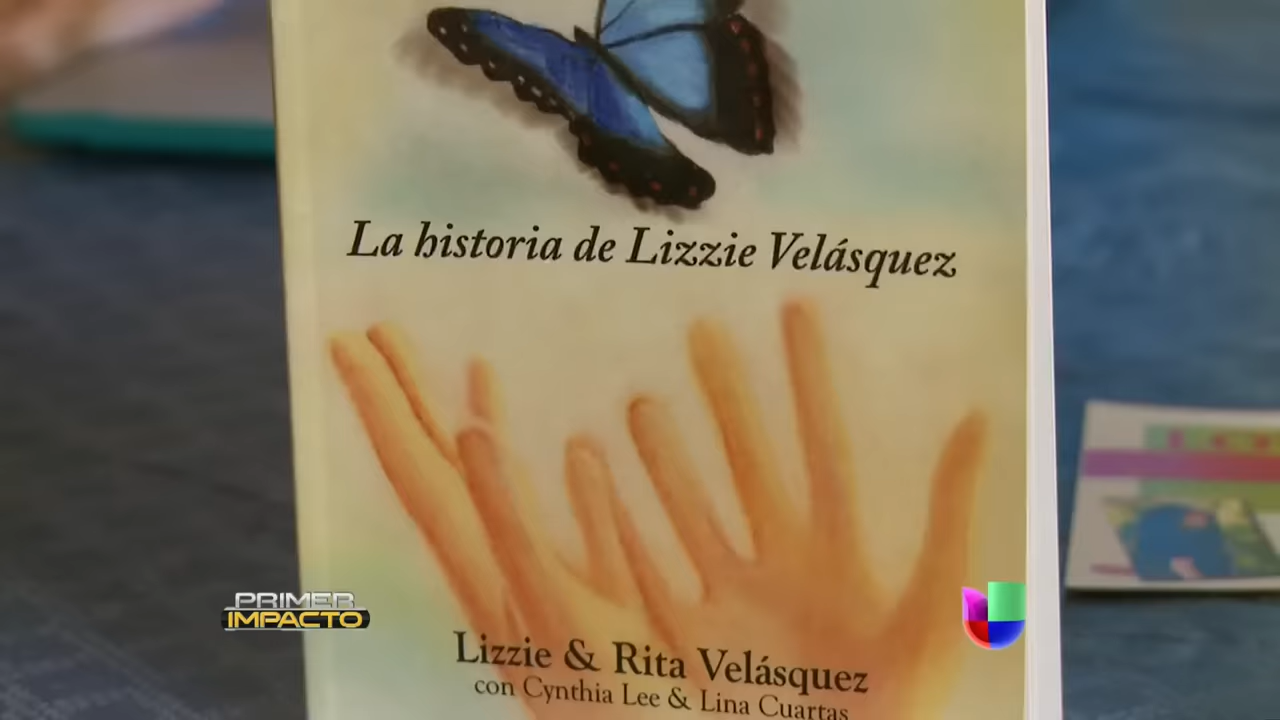 La historia de Lizzie Velásquez
PRIMER
IMPACTO
Lizzie & Rita Velásquez
con Cynthia Lee & Lina Cuartas